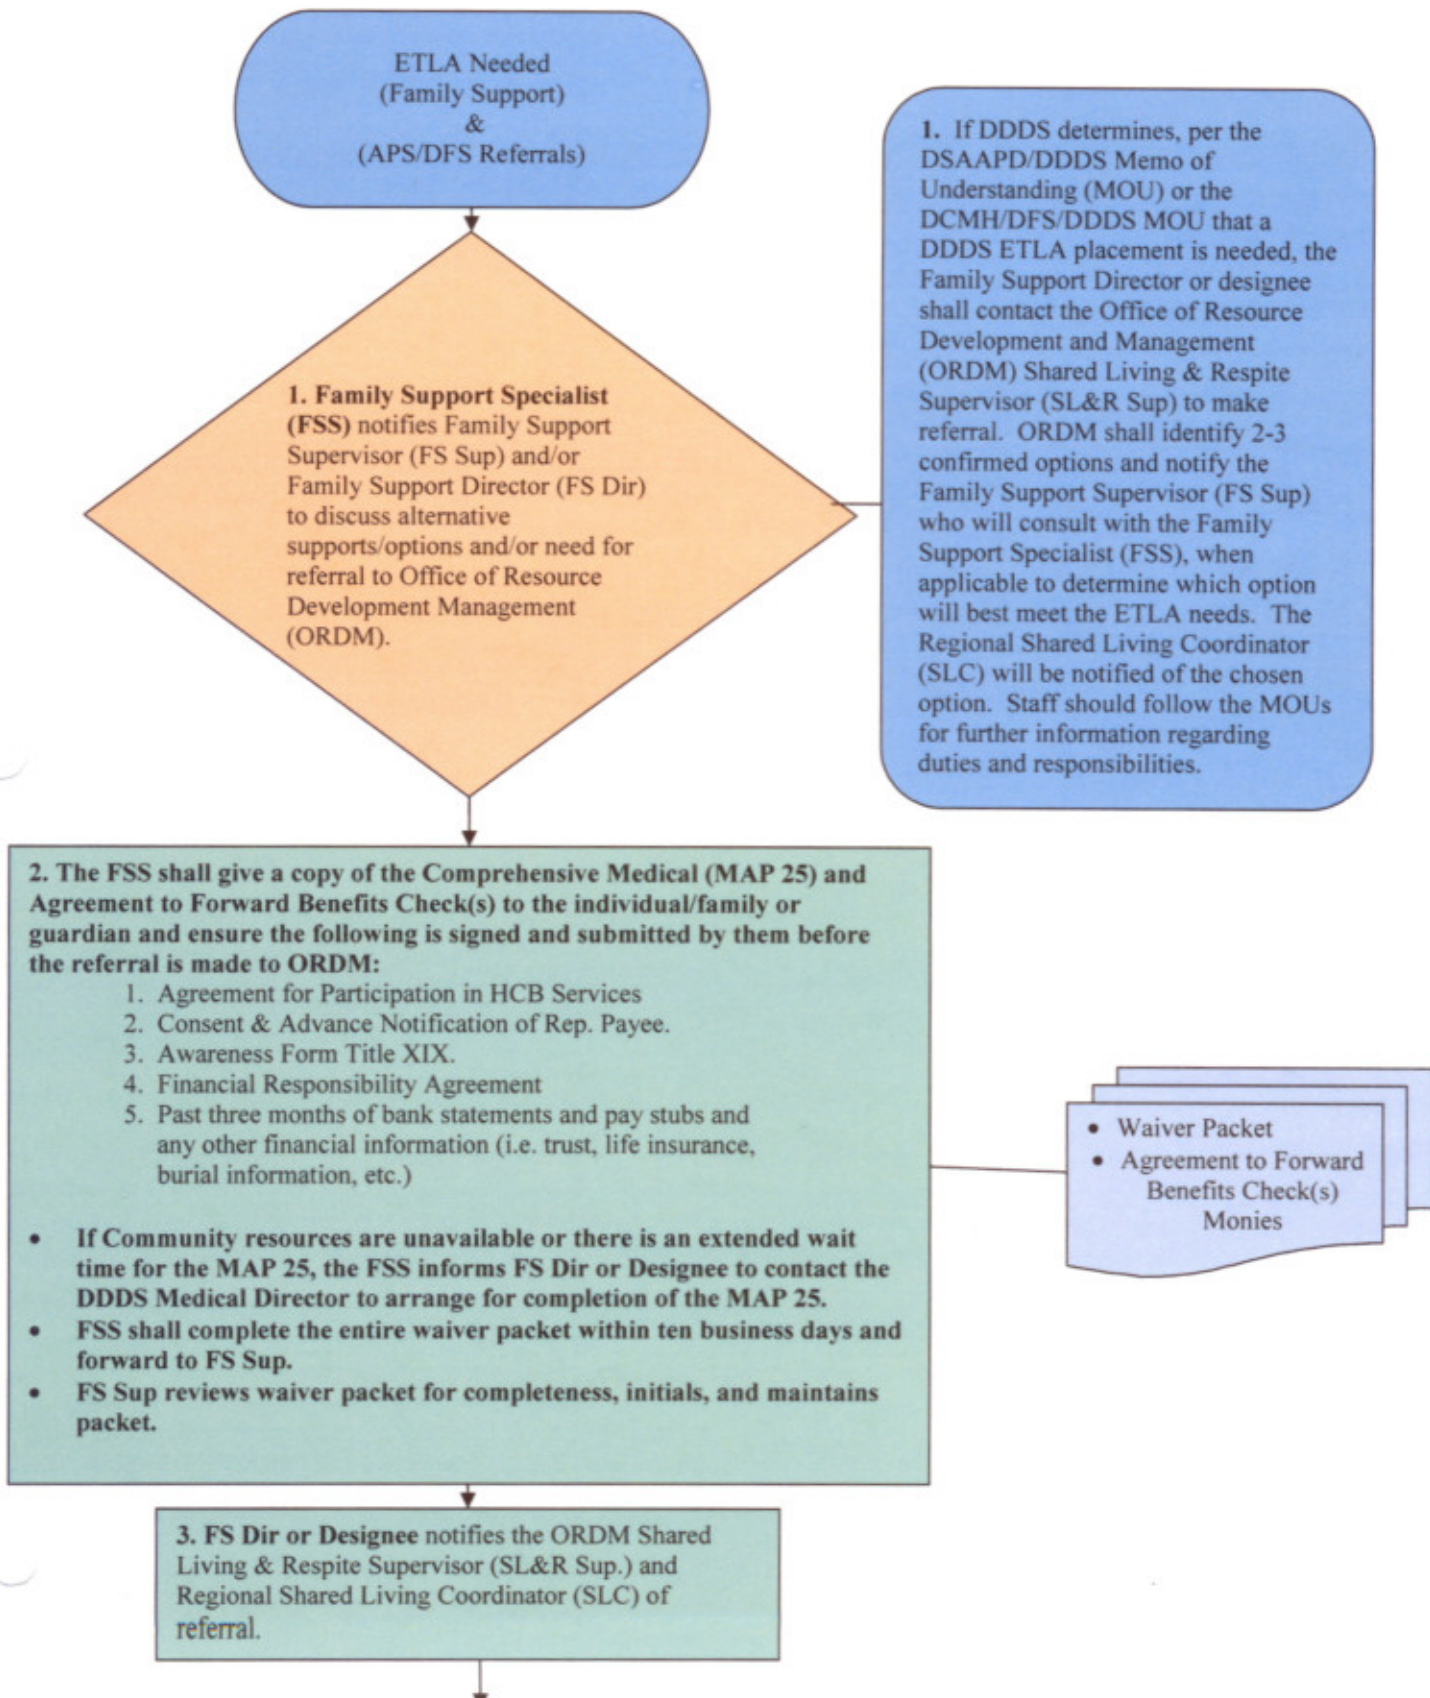 ETLA Needed
(Family Support)
&
(APS/DFS Referrals)
1. If DDDS determines, per the
DSAAPD/DDDS Memo of
Understanding (MOU) or the
DCMH/DFS/DDDS MOU that a
DDDS ETLA placement is needed, the
Family Support Director or designee
shall contact the Office of Resource
Development and Management
(ORDM) Shared Living & Respite
Supervisor (SL&R Sup) to make
referral. ORDM shall identify 2-3
confirmed options and notify the
Family Support Supervisor (FS Sup)
who will consult with the Family
Support Specialist (FSS), when
applicable to determine which option
will best meet the ETLA needs. The
Regional Shared Living Coordinator
(SLC) will be notified of the chosen
option. Staff should follow the MOUs
for further information regarding
duties and responsibilities.
1. Family Support Specialist
(FSS) notifies Family Support
Supervisor (FS Sup) and/or
Family Support Director (FS Dir)
to discuss alternative
supports/options and/or need for
referral to Office of Resource
Development Management
(ORDM).
2. The FSS shall give a copy of the Comprehensive Medical (MAP 25) and
Agreement to Forward Benefits Check(s) to the individual/family or
guardian and ensure the following is signed and submitted by them before
the referral is made to ORDM:
1. Agreement for Participation in HCB Services
2. Consent & Advance Notification of Rep. Payee.
3. Awareness Form Title XIX.
4. Financial Responsibility Agreement
5. Past three months of bank statements and pay stubs and
any other financial information (i.e. trust, life insurance,
burial information, etc.)
• If Community resources are unavailable or there is an extended wait
time for the MAP 25, the FSS informs FS Dir or Designee to contact the
DDDS Medical Director to arrange for completion of the MAP 25.
• FSS shall complete the entire waiver packet within ten business days and
forward to FS Sup.
• FS Sup reviews waiver packet for completeness, initials, and maintains
packet.
• Waiver Packet
• Agreement to Forward
Benefits Check(s)
Monies
3. FS Dir or Designee notifies the ORDM Shared
Living & Respite Supervisor (SL&R Sup.) and
Regional Shared Living Coordinator (SLC) of
referral.